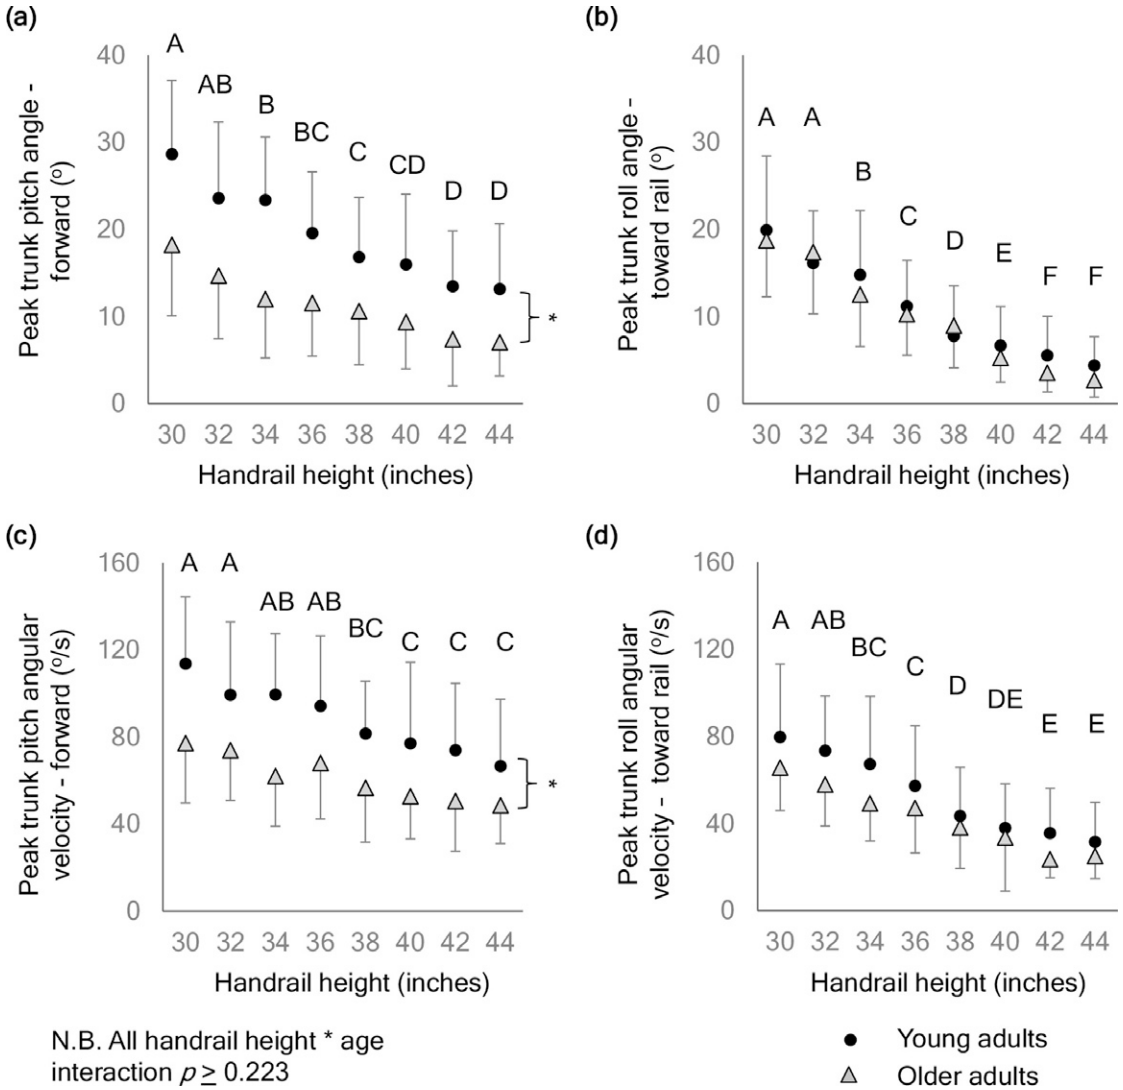 (a)
Peak trunk pitch angle -
forward (º)
40
30
20
10
0
A
AB
B
BC
C
CD
D
D
*
30 32 34 36 38 40 42 44
Handrail height (inches)
(b)
Peak trunk roll angle –
toward rail (º)
40
30
20
10
0
A
A
B
C
D
E
F
F
30 32 34 36 38 40 42 44
Handrail height (inches)
(c)
Peak trunk pitch angular
velocity - forward (º/s)
160
120
80
40
0
A
A
AB
AB
BC
C
C
C
*
30 32 34 36 38 40 42 44
Handrail height (inches)
(d)
Peak trunk roll angular
velocity – toward rail (º/s)
160
120
80
40
0
A
AB
BC
C
D
DE
E
E
30 32 34 36 38 40 42 44
Handrail height (inches)
N.B. All handrail height * age
interaction p ≥ 0.223
Young adults
Older adults